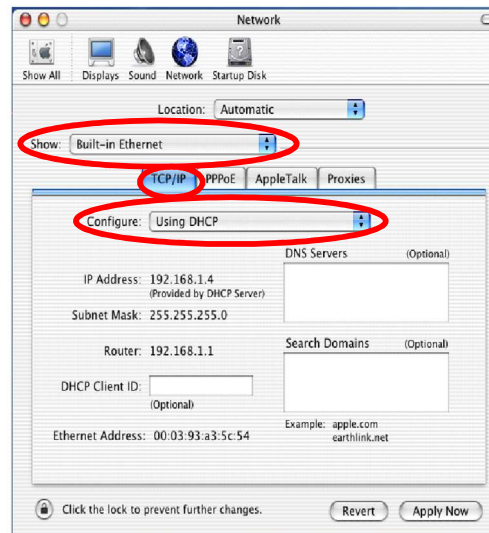 Network
Show All Displays Sound Network Startup Disk
Location: Automatic
Show: Built-in Ethernet
TCP/IP PPPoE AppleTalk Proxies
Configure: Using DHCP
DNS Servers (Optional)
IP Address: 192.168.1.4
(Provided by DHCP Server)
Subnet Mask: 255.255.255.0
Router: 192.168.1.1
Search Domains (Optional)
DHCP Client ID:
(Optional)
Example: apple.com
earthlink.net
Ethernet Address: 00:03:93:a3:5c:54
Click the lock to prevent further changes.
Revert Apply Now